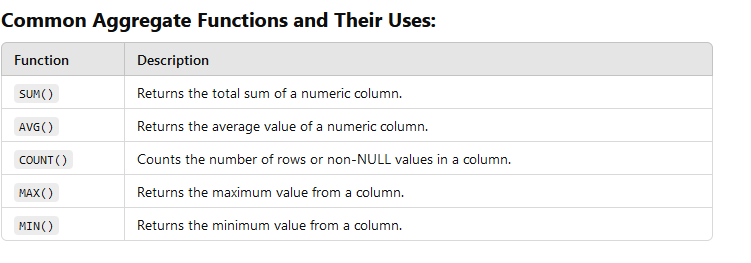 Common Aggregate Functions and Their Uses:
Function Description
SUM() Returns the total sum of a numeric column.
AVG() Returns the average value of a numeric column.
COUNT() Counts the number of rows or non-NULL values in a column.
MAX() Returns the maximum value from a column.
MIN() Returns the minimum value from a column.